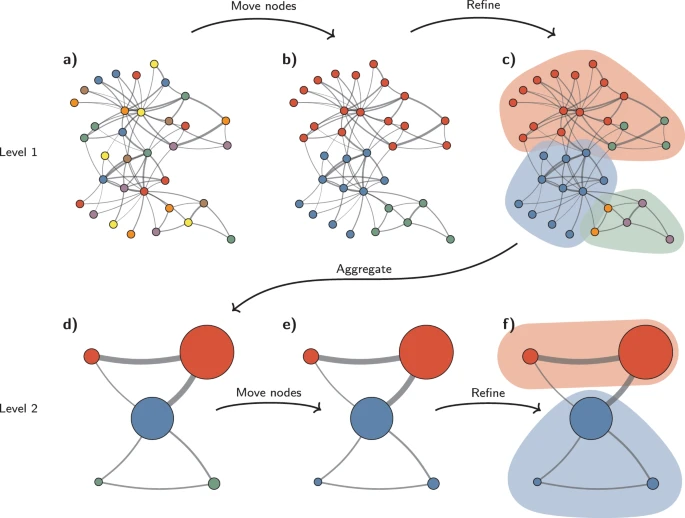 Move nodes
Refine
a)
b)
c)
Level 1
Aggregate
d)
e)
f)
Level 2
Move nodes
Refine